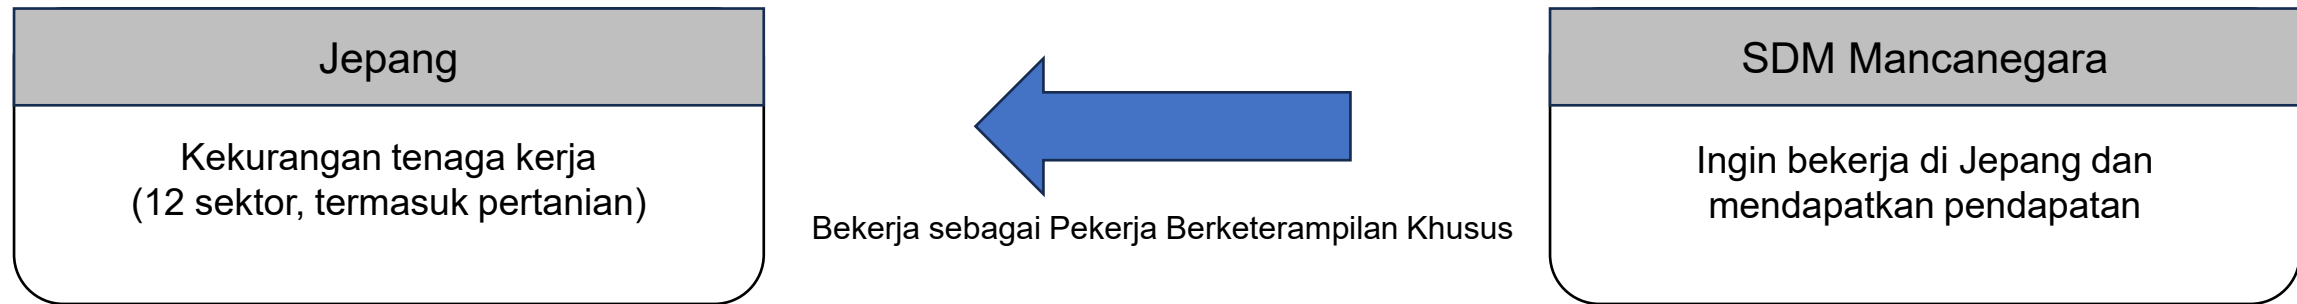 Jepang
Kekurangan tenaga kerja
(12 sektor, termasuk pertanian)
Bekerja sebagai Pekerja Berketerampilan Khusus
SDM Mancanegara
Ingin bekerja di Jepang dan
mendapatkan pendapatan